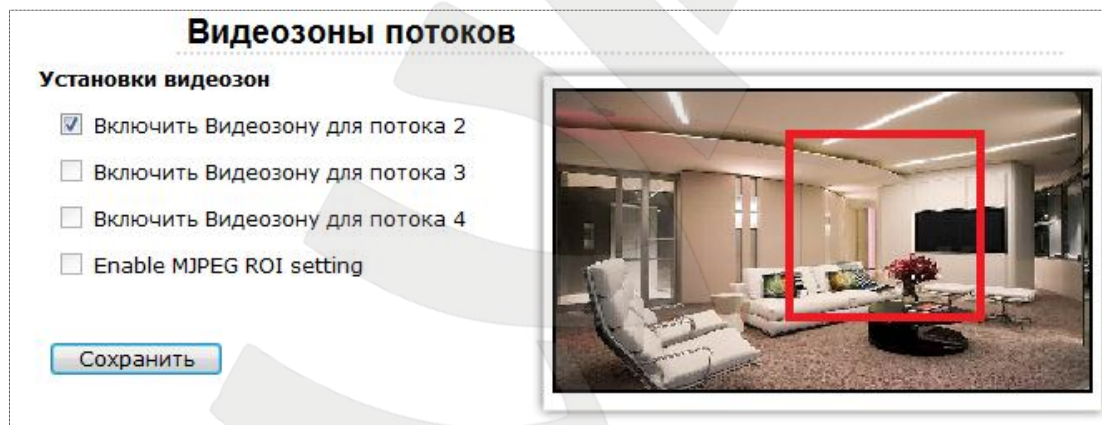 Видеозоны потоков
Установки видеозон
Включить Видеозону для потока 2
Включить Видеозону для потока 3
Включить Видеозону для потока 4
Enable MJPEG ROI setting
Сохранить